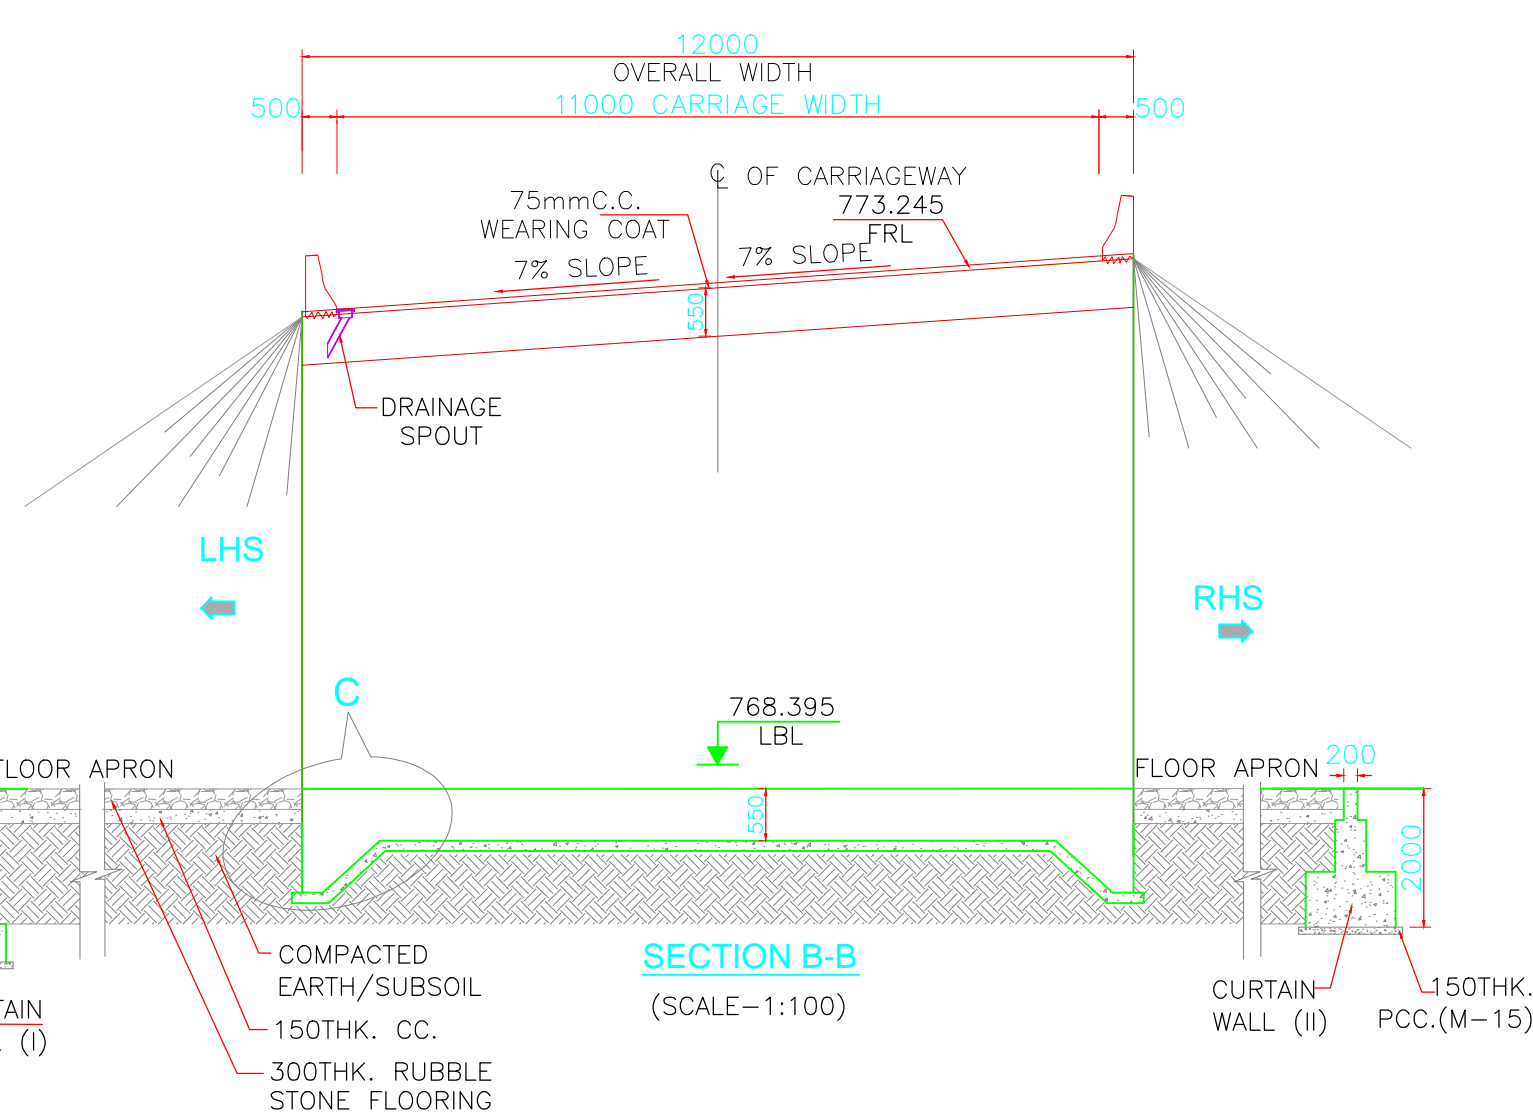 12000
OVERALL WIDTH
500
11000 CARRIAGE WIDTH
500
℄ OF CARRIAGEWAY
75mmC.C.
WEARING COAT
773.245
FRL
7% SLOPE
7% SLOPE
550
DRAINAGE
SPOUT
LHS
RHS
C
768.395
LBL
FLOOR APRON
FLOOR APRON
200
550
2000
COMPACTED
EARTH/SUBSOIL
SECTION B-B
(SCALE-1:100)
150THK. CC.
300THK. RUBBLE
STONE FLOORING
CURTAIN
WALL (II)
150THK.
PCC.(M-15)
TAIN
(I)